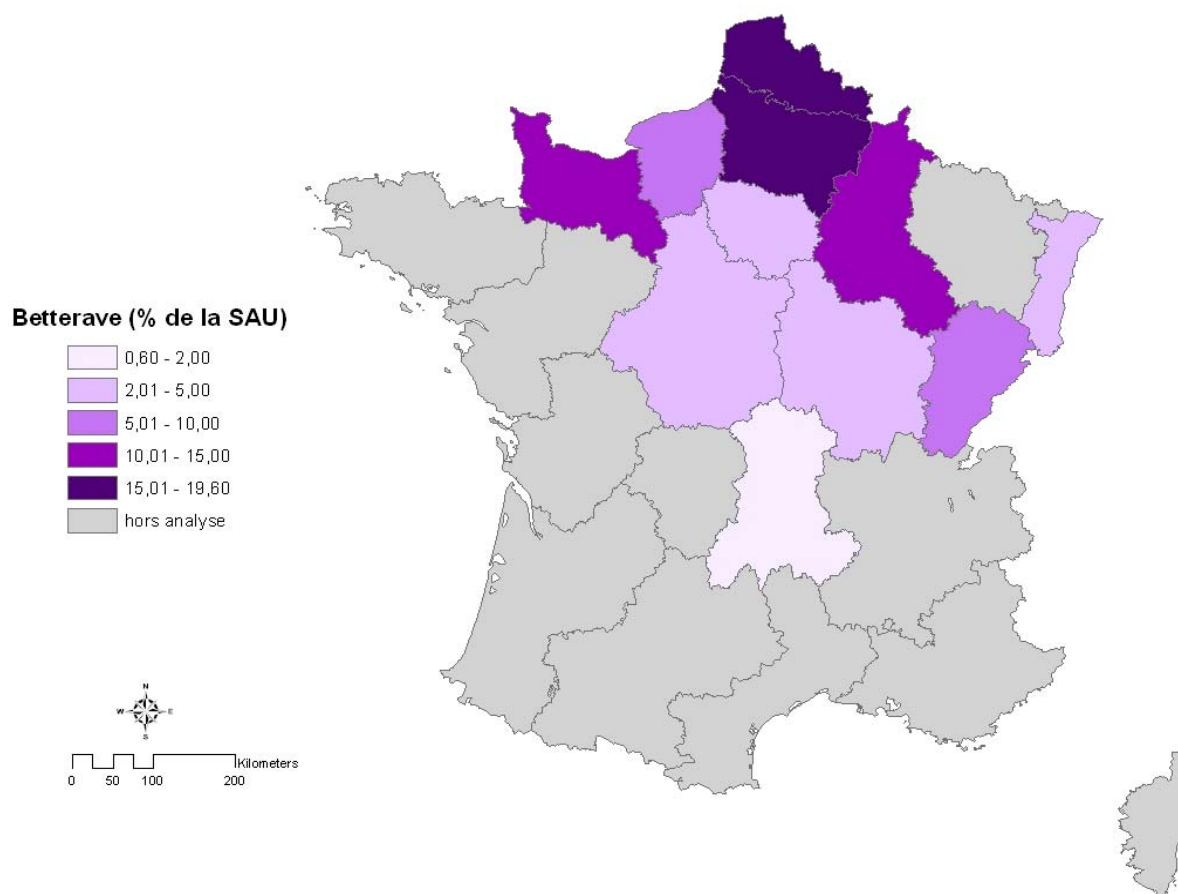 Betterave (% de la SAU)
0,60 - 2,00
2,01 - 5,00
5,01 - 10,00
10,01 - 15,00
15,01 - 19,60
hors analyse
N
W E
S
Kilometers
0 50 100 200